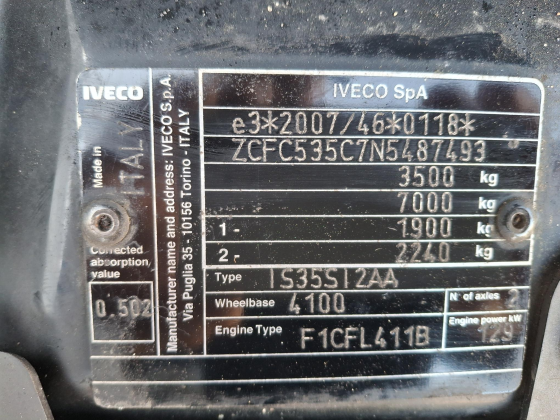 IVECO
Made in
ITALY
Corrected
absorption
value
0.502
Manufacturer name and address: IVECO S.p.A.
Via Puglia 35 - 10156 Torino - ITALY
IVECO SpA
e3*2007/46*0118*
ZCFC535C7N5487493
3500 kg
7000 kg
1 - 1900 kg
2 - 2240 kg
Type IS35SI2AA
Wheelbase 4100 N° of axles 2
Engine Type F1CFL411B Engine power kW 129